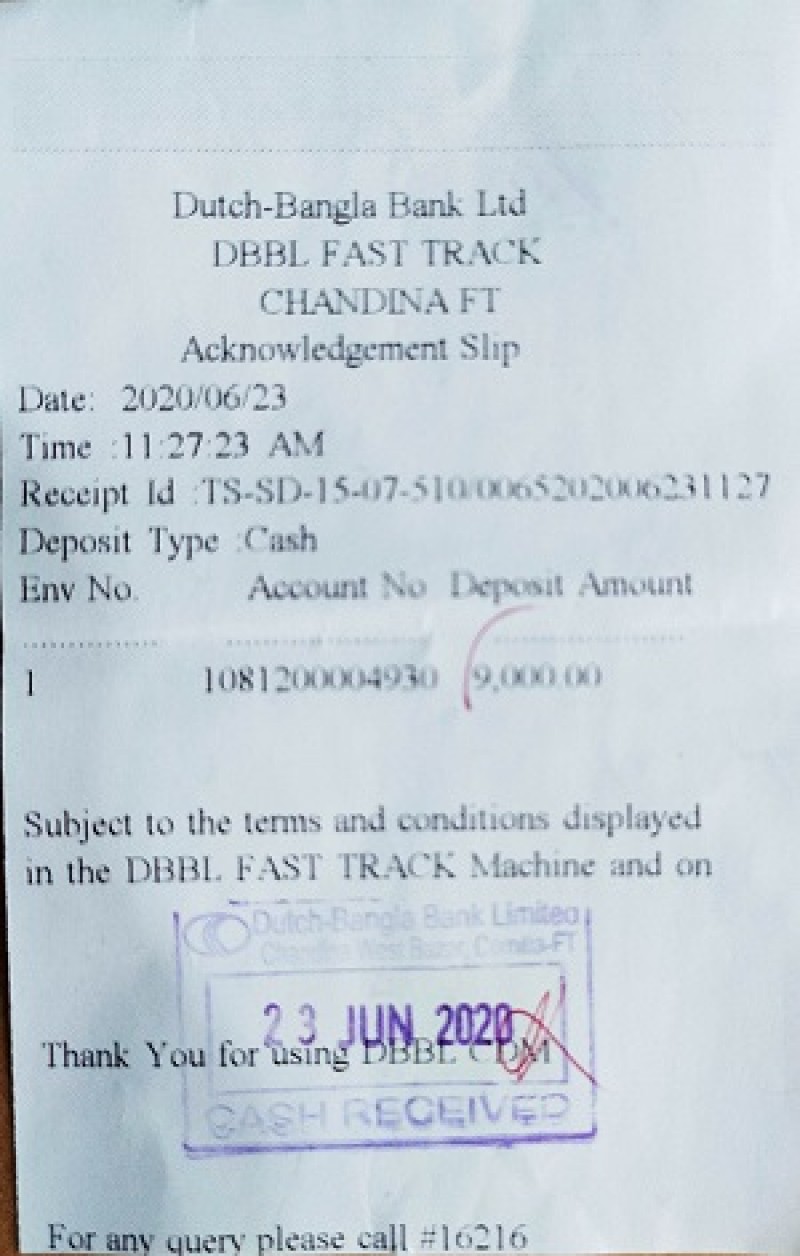 Dutch-Bangla Bank Ltd
DBBL FAST TRACK
CHANDINA FT
Acknowledgement Slip
Date: 2020/06/23
Time :11:27:23 AM
Receipt Id :TS-SD-15-07-510/0065202006231127
Deposit Type :Cash
Env No. Account No Deposit Amount
1 1081200004930 9,000.00
Subject to the terms and conditions displayed
in the DBBL FAST TRACK Machine and on
Dutch-Bangla Bank Limited
Chandina West Bazar, Comilla-FT
23 JUN 2020
Thank You for using DBBL CDM
CASH RECEIVED
For any query please call #16216